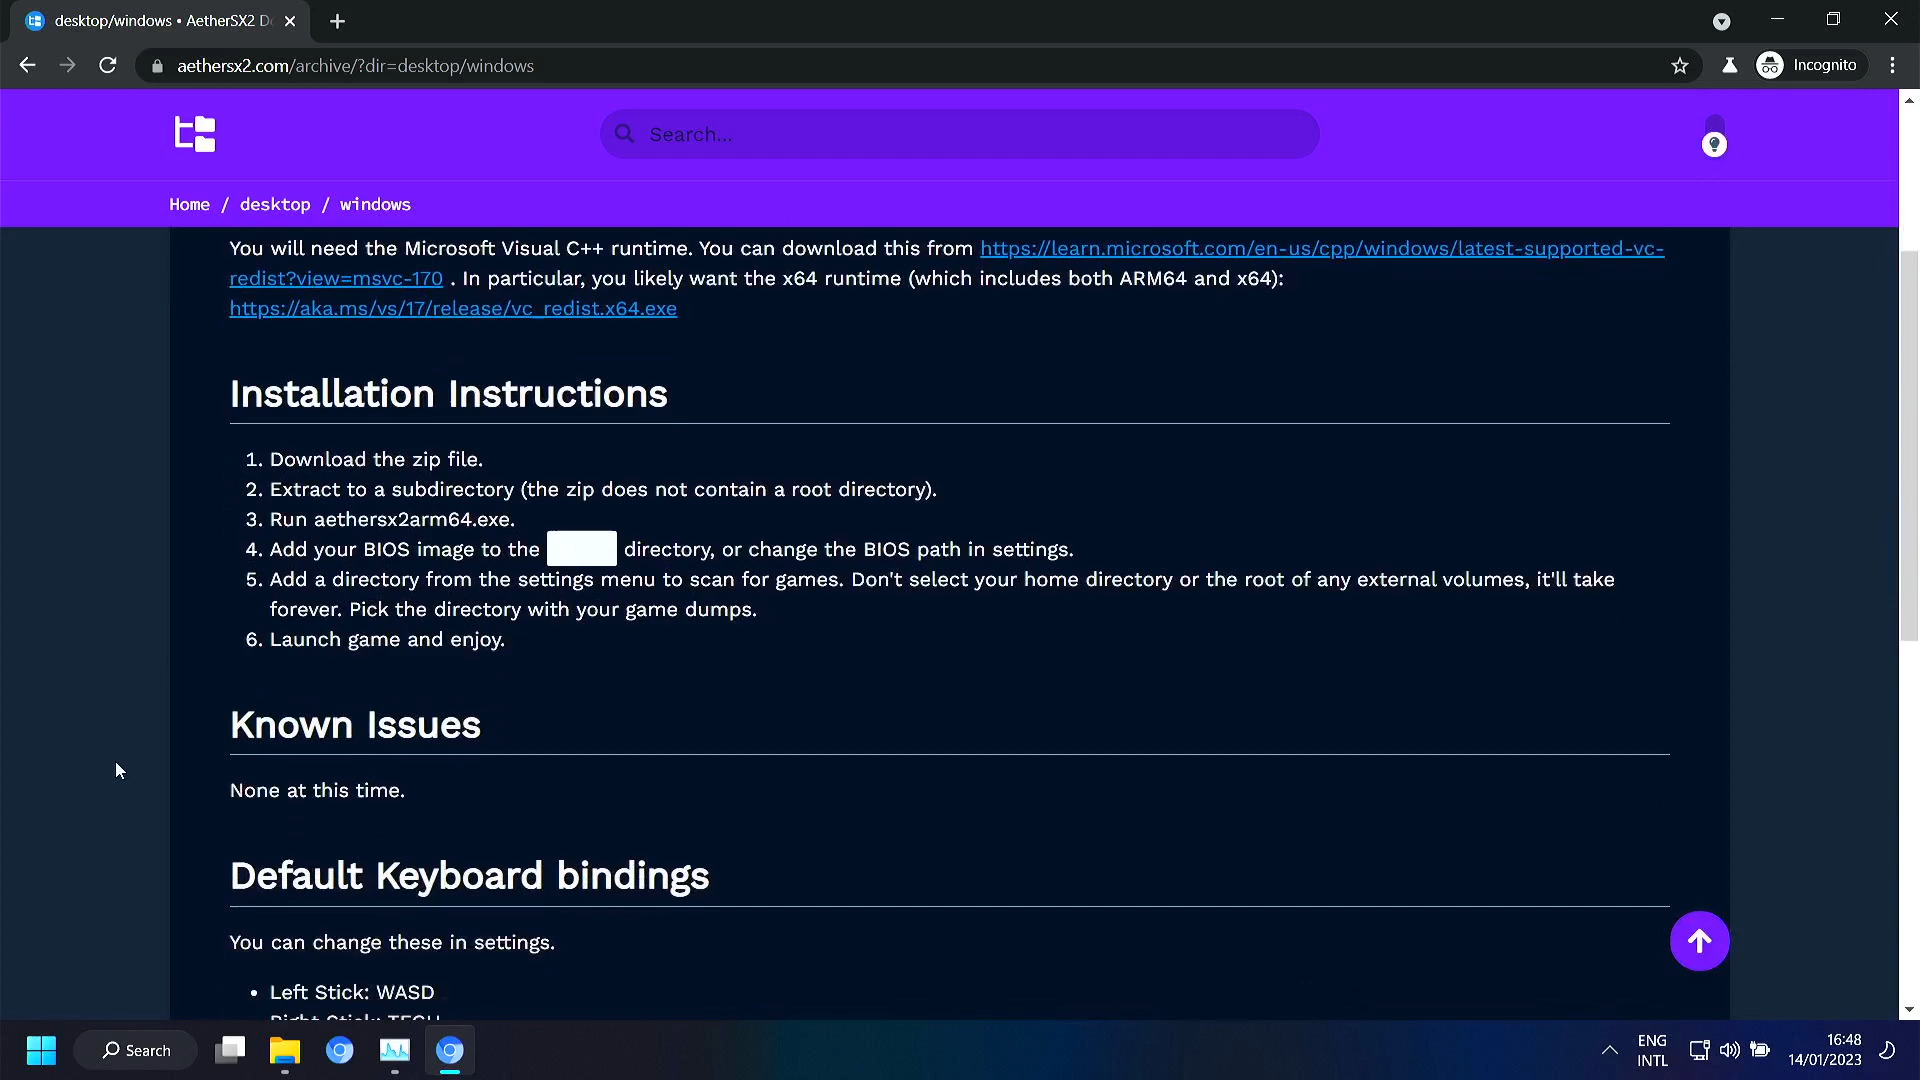 desktop/windows • AetherSX2 D
aethersx2.com/archive/?dir=desktop/windows
Incognito
Search...
Home / desktop / windows
You will need the Microsoft Visual C++ runtime. You can download this from https://learn.microsoft.com/en-us/cpp/windows/latest-supported-vc-
redist?view=msvc-170 . In particular, you likely want the x64 runtime (which includes both ARM64 and x64):
https://aka.ms/vs/17/release/vc_redist.x64.exe
Installation Instructions
1. Download the zip file.
2. Extract to a subdirectory (the zip does not contain a root directory).
3. Run aethersx2arm64.exe.
4. Add your BIOS image to the directory, or change the BIOS path in settings.
5. Add a directory from the settings menu to scan for games. Don't select your home directory or the root of any external volumes, it'll take
forever. Pick the directory with your game dumps.
6. Launch game and enjoy.
Known Issues
None at this time.
Default Keyboard bindings
You can change these in settings.
• Left Stick: WASD
Right Stick: TFGH
Search
ENG
INTL
16:48
14/01/2023